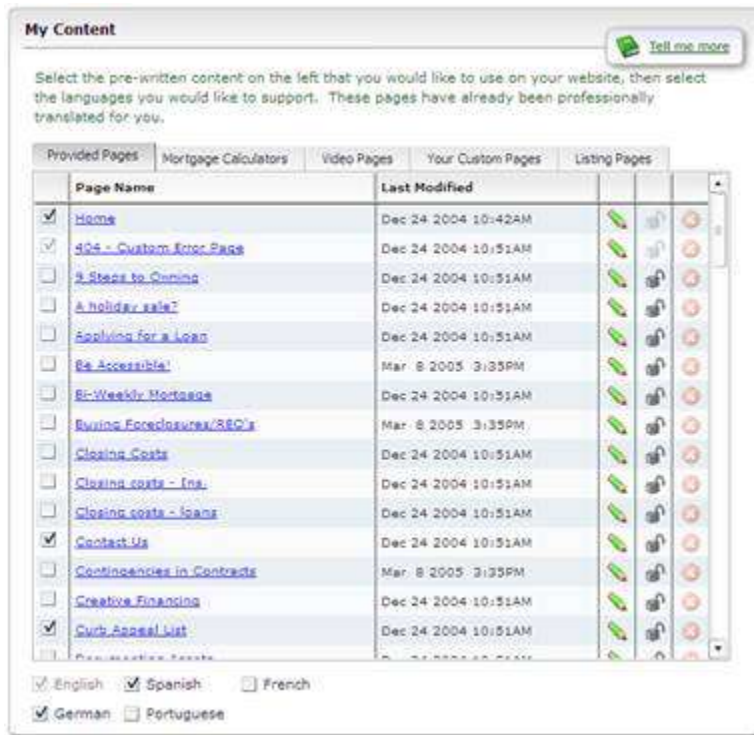 My Content
Tell me more
Select the pre-written content on the left that you would like to use on your website, then select
the languages you would like to support. These pages have already been professionally
translated for you.
Provided Pages Mortgage Calculators Video Pages Your Custom Pages Listing Pages
Page Name Last Modified
Home Dec 24 2004 10:42AM
404 - Custom Error Page Dec 24 2004 10:51AM
9 Steps to Owning Dec 24 2004 10:51AM
A holiday sale? Dec 24 2004 10:51AM
Applying for a Loan Dec 24 2004 10:51AM
Be Accessible! Mar 8 2005 3:35PM
Bi-Weekly Mortgage Dec 24 2004 10:51AM
Buying Foreclosures/REO's Mar 8 2005 3:35PM
Closing Costs Dec 24 2004 10:51AM
Closing costs - Ins. Dec 24 2004 10:51AM
Closing costs - loans Dec 24 2004 10:51AM
Contact Us Dec 24 2004 10:51AM
Contingencies in Contracts Mar 8 2005 3:35PM
Creative Financing Dec 24 2004 10:51AM
Curb Appeal List Dec 24 2004 10:51AM
English Spanish French
German Portuguese